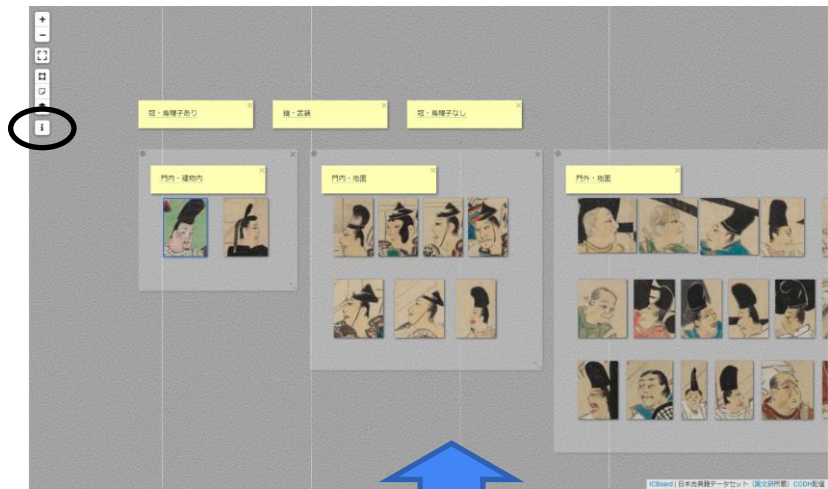 +
−
i
冠・烏帽子あり
鎧・武装
冠・烏帽子なし
門内・建物内
門内・地面
門外・地面
ICBoard | 日本古典籍データセット（国文研所蔵）CODH配信